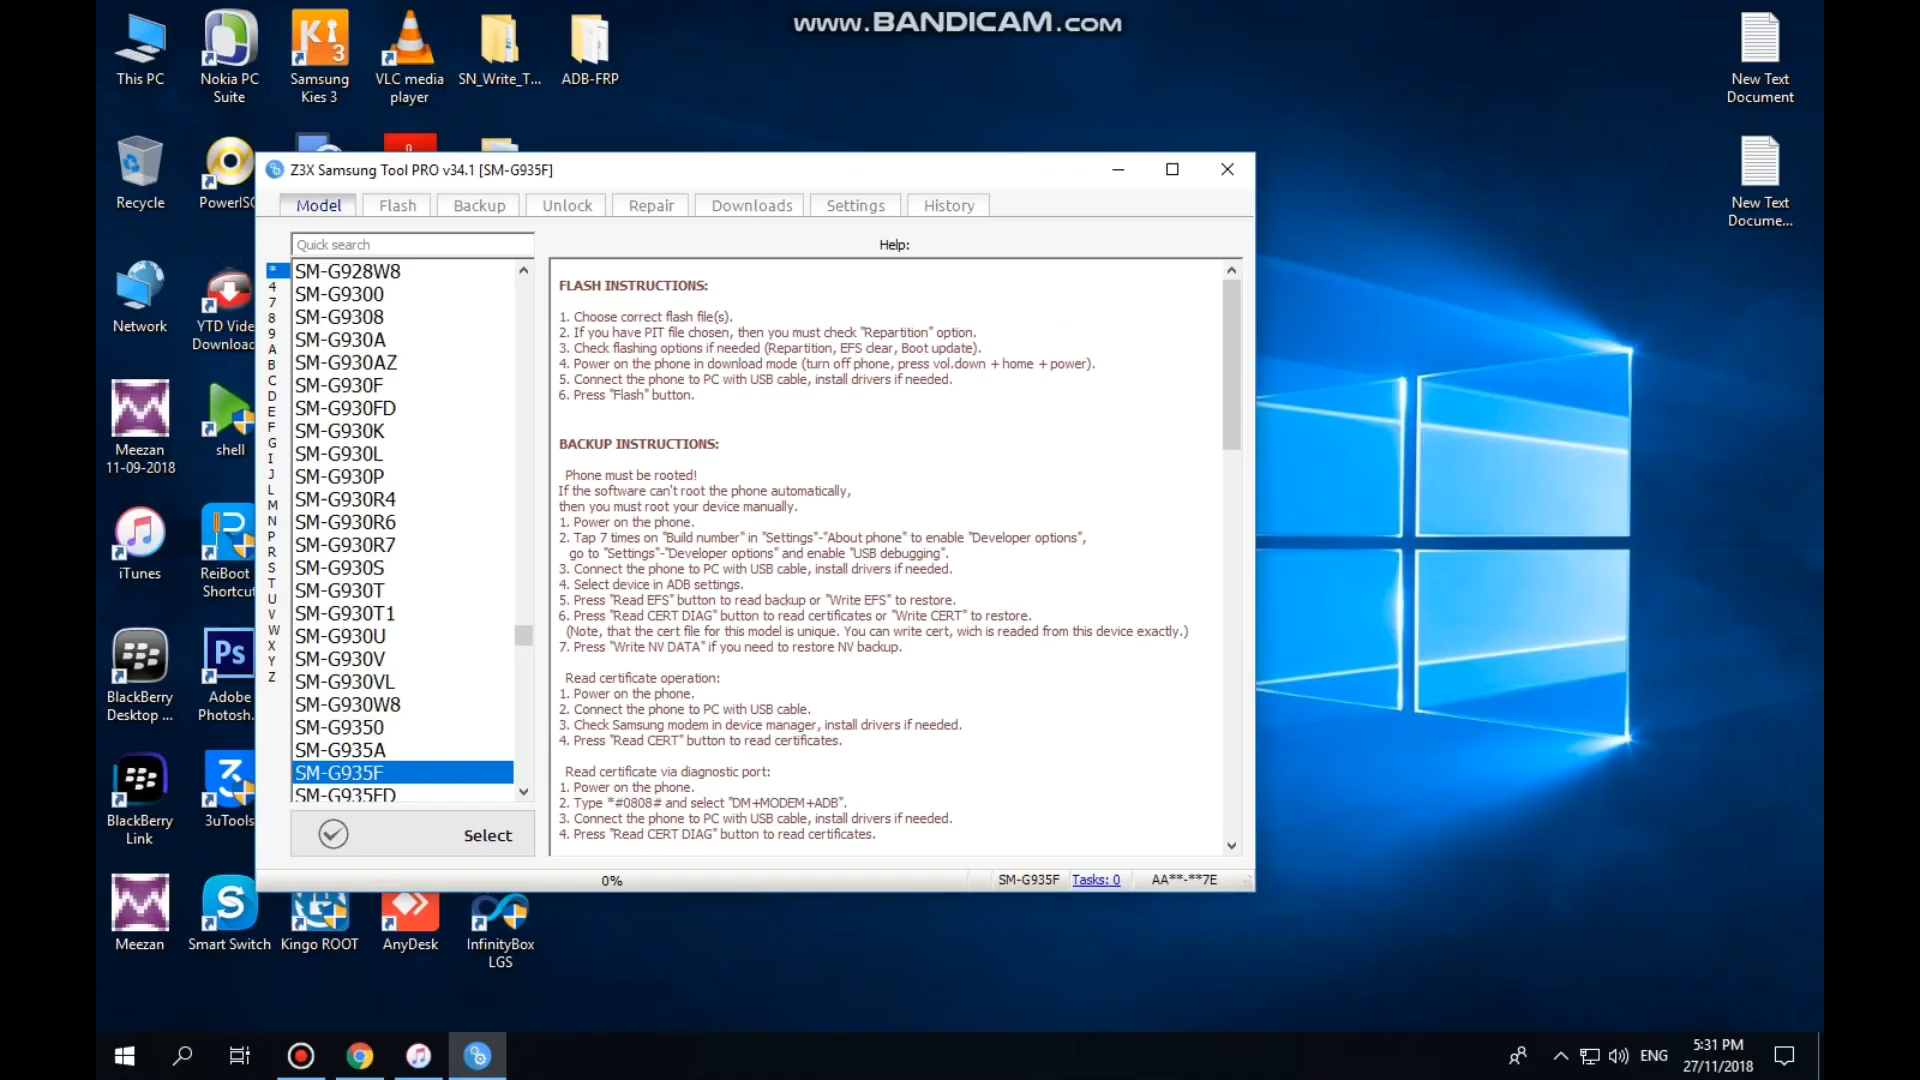 www.BANDICAM.com
This PC
Nokia PC
Suite
Samsung
Kies 3
VLC media
player
SN_Write_T...
ADB-FRP
New Text
Document
Recycle
PowerISO
New Text
Docume...
Network
YTD Vide
Download
Meezan
11-09-2018
shell
iTunes
ReiBoot
Shortcut
BlackBerry
Desktop ...
Ps
Adobe
Photosh.
BlackBerry
Link
3uTools
Meezan
Smart Switch
Kingo ROOT
AnyDesk
InfinityBox
LGS
Z3X Samsung Tool PRO v34.1 [SM-G935F]
Model
Flash
Backup
Unlock
Repair
Downloads
Settings
History
Quick search
*
4
7
8
9
A
B
C
D
E
F
G
I
J
L
M
N
P
R
S
T
U
V
W
X
Y
Z
SM-G928W8
SM-G9300
SM-G9308
SM-G930A
SM-G930AZ
SM-G930F
SM-G930FD
SM-G930K
SM-G930L
SM-G930P
SM-G930R4
SM-G930R6
SM-G930R7
SM-G930S
SM-G930T
SM-G930T1
SM-G930U
SM-G930V
SM-G930VL
SM-G930W8
SM-G9350
SM-G935A
SM-G935F
SM-G935FD
Select
Help:
FLASH INSTRUCTIONS:
1. Choose correct flash file(s).
2. If you have PIT file chosen, then you must check "Repartition" option.
3. Check flashing options if needed (Repartition, EFS clear, Boot update).
4. Power on the phone in download mode (turn off phone, press vol.down + home + power).
5. Connect the phone to PC with USB cable, install drivers if needed.
6. Press "Flash" button.
BACKUP INSTRUCTIONS:
Phone must be rooted!
If the software can't root the phone automatically,
then you must root your device manually.
1. Power on the phone.
2. Tap 7 times on "Build number" in "Settings"-"About phone" to enable "Developer options",
go to "Settings"-"Developer options" and enable "USB debugging".
3. Connect the phone to PC with USB cable, install drivers if needed.
4. Select device in ADB settings.
5. Press "Read EFS" button to read backup or "Write EFS" to restore.
6. Press "Read CERT DIAG" button to read certificates or "Write CERT" to restore.
(Note, that the cert file for this model is unique. You can write cert, wich is readed from this device exactly.)
7. Press "Write NV DATA" if you need to restore NV backup.
Read certificate operation:
1. Power on the phone.
2. Connect the phone to PC with USB cable.
3. Check Samsung modem in device manager, install drivers if needed.
4. Press "Read CERT" button to read certificates.
Read certificate via diagnostic port:
1. Power on the phone.
2. Type *#0808# and select "DM+MODEM+ADB".
3. Connect the phone to PC with USB cable, install drivers if needed.
4. Press "Read CERT DIAG" button to read certificates.
0%
SM-G935F
Tasks: 0
AA**-**7E
ENG
5:31 PM
27/11/2018